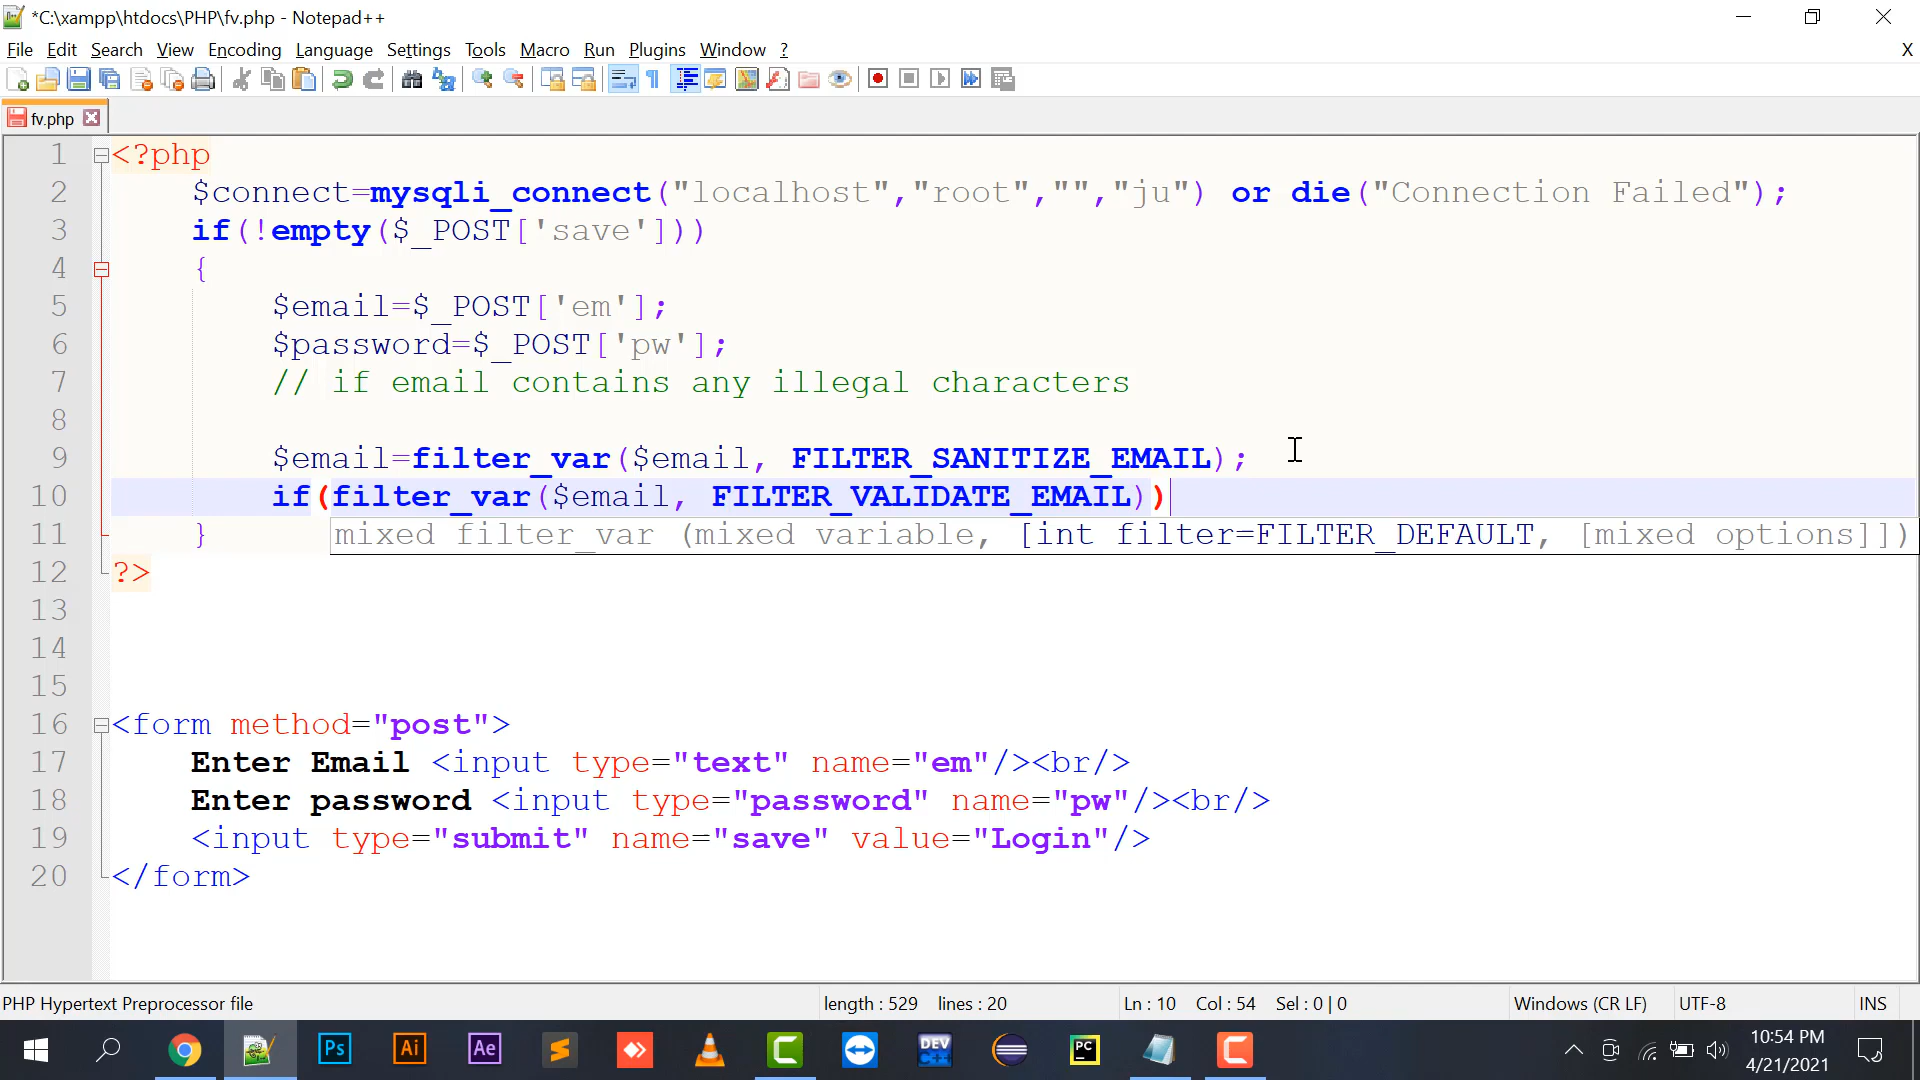 *C:\xampp\htdocs\PHP\fv.php - Notepad++
File Edit Search View Encoding Language Settings Tools Macro Run Plugins Window ? X
fv.php
1 <?php
2 $connect=mysqli_connect("localhost","root","","ju") or die("Connection Failed");
3 if(!empty($_POST['save']))
4 {
5 $email=$_POST['em'];
6 $password=$_POST['pw'];
7 // if email contains any illegal characters
8
9 $email=filter_var($email, FILTER_SANITIZE_EMAIL);
10 if(filter_var($email, FILTER_VALIDATE_EMAIL))
11 }
mixed filter_var (mixed variable, [int filter=FILTER_DEFAULT, [mixed options]])
12 ?>
13
14
15
16 <form method="post">
17 Enter Email <input type="text" name="em"/><br/>
18 Enter password <input type="password" name="pw"/><br/>
19 <input type="submit" name="save" value="Login"/>
20 </form>
PHP Hypertext Preprocessor file length : 529 lines : 20 Ln : 10 Col : 54 Sel : 0 | 0 Windows (CR LF) UTF-8 INS
Ps Ai Ae DEV C++ PC
10:54 PM
4/21/2021